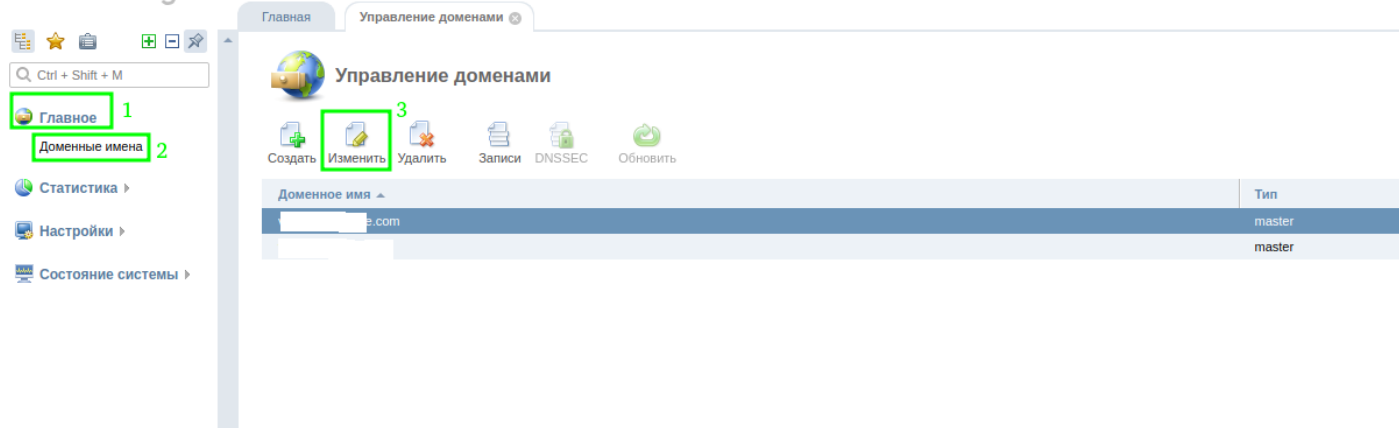 Главная
Управление доменами
Ctrl + Shift + M
Главное 1
Доменные имена 2
Статистика
Настройки
Состояние системы
Управление доменами
3
Создать Изменить Удалить Записи DNSSEC Обновить
Доменное имя Тип
e.com master
master